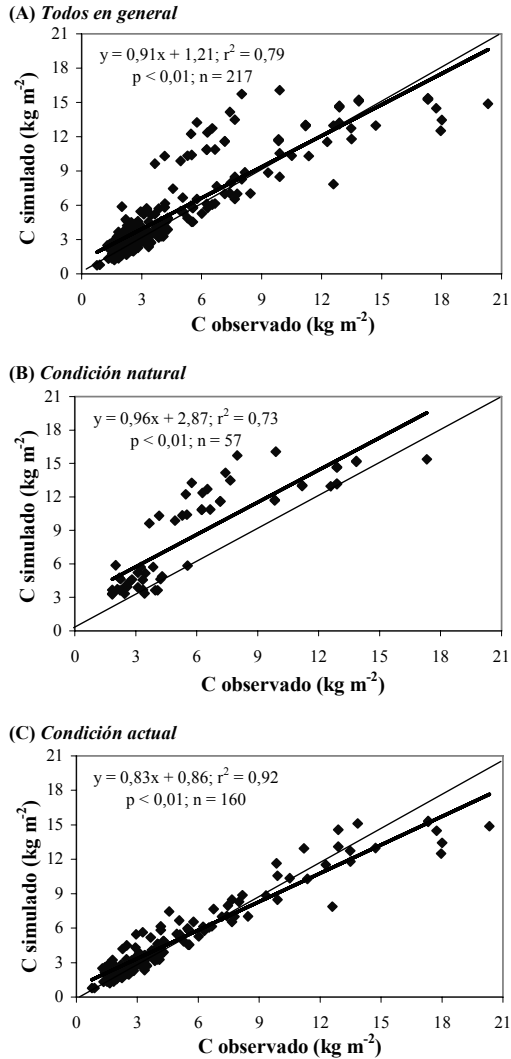 (A) Todos en general
y = 0,91x + 1,21; r² = 0,79
p < 0,01; n = 217
C simulado (kg m⁻²)
21
18
15
12
9
6
3
0
0 3 6 9 12 15 18 21
C observado (kg m⁻²)
(B) Condición natural
y = 0,96x + 2,87; r² = 0,73
p < 0,01; n = 57
C simulado (kg m⁻²)
21
18
15
12
9
6
3
0
0 3 6 9 12 15 18 21
C observado (kg m⁻²)
(C) Condición actual
y = 0,83x + 0,86; r² = 0,92
p < 0,01; n = 160
C simulado (kg m⁻²)
21
18
15
12
9
6
3
0
0 3 6 9 12 15 18 21
C observado (kg m⁻²)